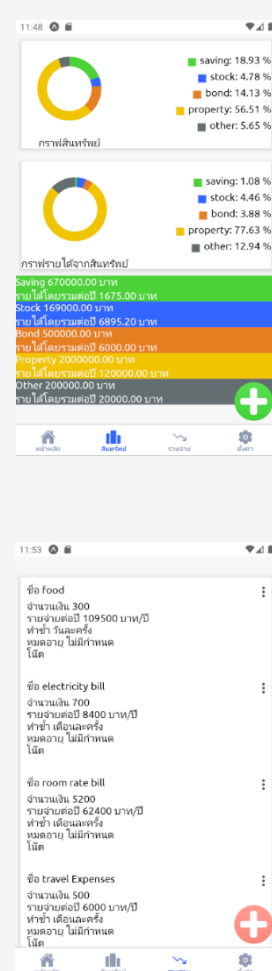 11:48
saving: 18.93 %
stock: 4.78 %
bond: 14.13 %
property: 56.51 %
other: 5.65 %
กราฟสินทรัพย์
saving: 1.08 %
stock: 4.46 %
bond: 3.88 %
property: 77.63 %
other: 12.94 %
กราฟรายได้จากสินทรัพย์
Saving 670000.00 บาท
รายได้โดยรวมต่อปี 1675.00 บาท
Stock 169000.00 บาท
รายได้โดยรวมต่อปี 6895.20 บาท
Bond 500000.00 บาท
รายได้โดยรวมต่อปี 6000.00 บาท
Property 2000000.00 บาท
รายได้โดยรวมต่อปี 120000.00 บาท
Other 200000.00 บาท
รายได้โดยรวมต่อปี 20000.00 บาท
หน้าหลัก สินทรัพย์ รายจ่าย ตั้งค่า
11:53
ชื่อ food
จำนวนเงิน 300
รายจ่ายต่อปี 109500 บาท/ปี
ทำซ้ำ วันละครั้ง
หมดอายุ ไม่มีกำหนด
โน๊ต
ชื่อ electricity bill
จำนวนเงิน 700
รายจ่ายต่อปี 8400 บาท/ปี
ทำซ้ำ เดือนละครั้ง
หมดอายุ ไม่มีกำหนด
โน๊ต
ชื่อ room rate bill
จำนวนเงิน 5200
รายจ่ายต่อปี 62400 บาท/ปี
ทำซ้ำ เดือนละครั้ง
หมดอายุ ไม่มีกำหนด
โน๊ต
ชื่อ travel Expenses
จำนวนเงิน 500
รายจ่ายต่อปี 6000 บาท/ปี
ทำซ้ำ เดือนละครั้ง
หมดอายุ ไม่มีกำหนด
โน๊ต